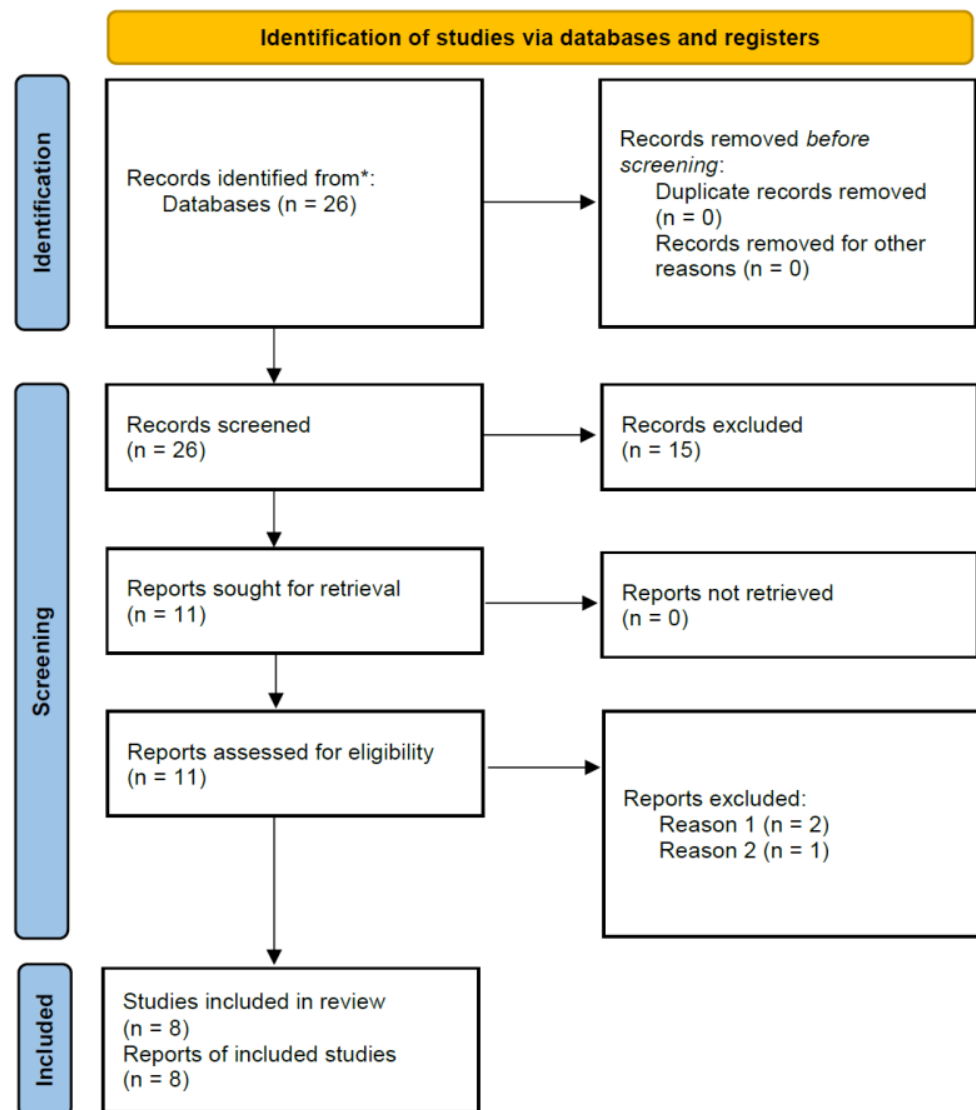 Identification of studies via databases and registers
Identification
Records identified from*:
Databases (n = 26)
Records removed before
screening:
Duplicate records removed
(n = 0)
Records removed for other
reasons (n = 0)
Screening
Records screened
(n = 26)
Records excluded
(n = 15)
Reports sought for retrieval
(n = 11)
Reports not retrieved
(n = 0)
Reports assessed for eligibility
(n = 11)
Reports excluded:
Reason 1 (n = 2)
Reason 2 (n = 1)
Included
Studies included in review
(n = 8)
Reports of included studies
(n = 8)